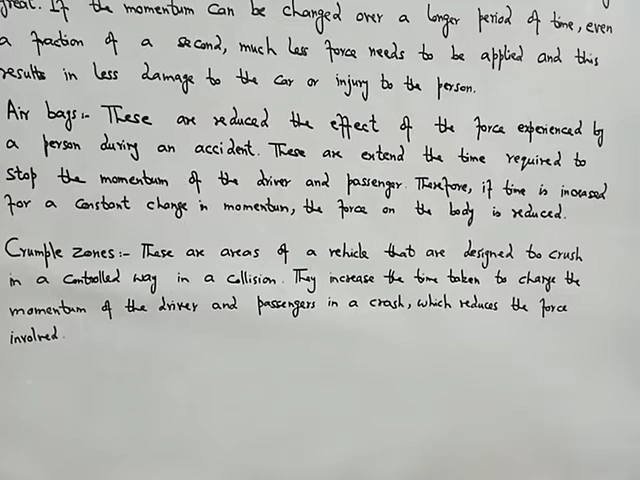 great. If the momentum can be changed over a longer period of time, even
a fraction of a second, much less force needs to be applied and this
results in less damage to the car or injury to the person.
Air bags:- These are reduced the effect of the force experienced by
a person during an accident. These are extend the time required to
stop the momentum of the driver and passenger. Therefore, if time is increased
for a constant change in momentum, the force on the body is reduced.
Crumple zones:- These are areas of a vehicle that are designed to crush
in a controlled way in a collision. They increase the time taken to change the
momentum of the driver and passengers in a crash, which reduces the force
involved.